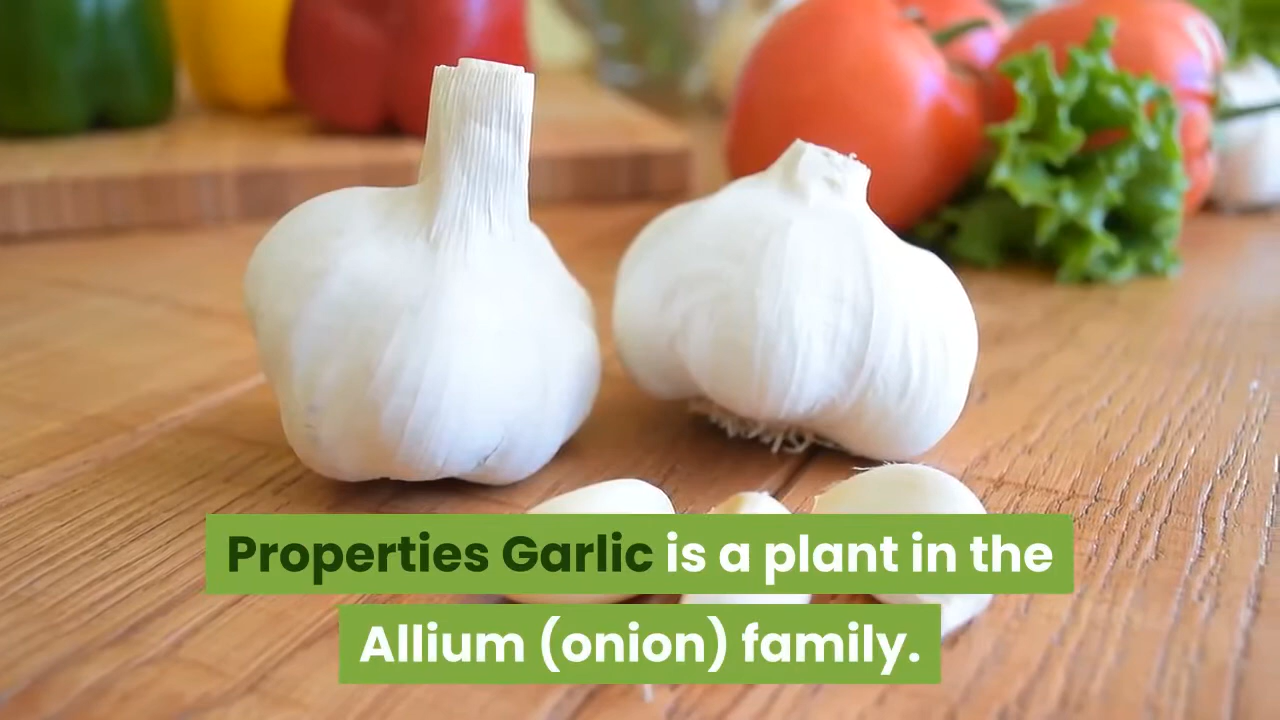 Properties Garlic is a plant in the
Allium (onion) family.